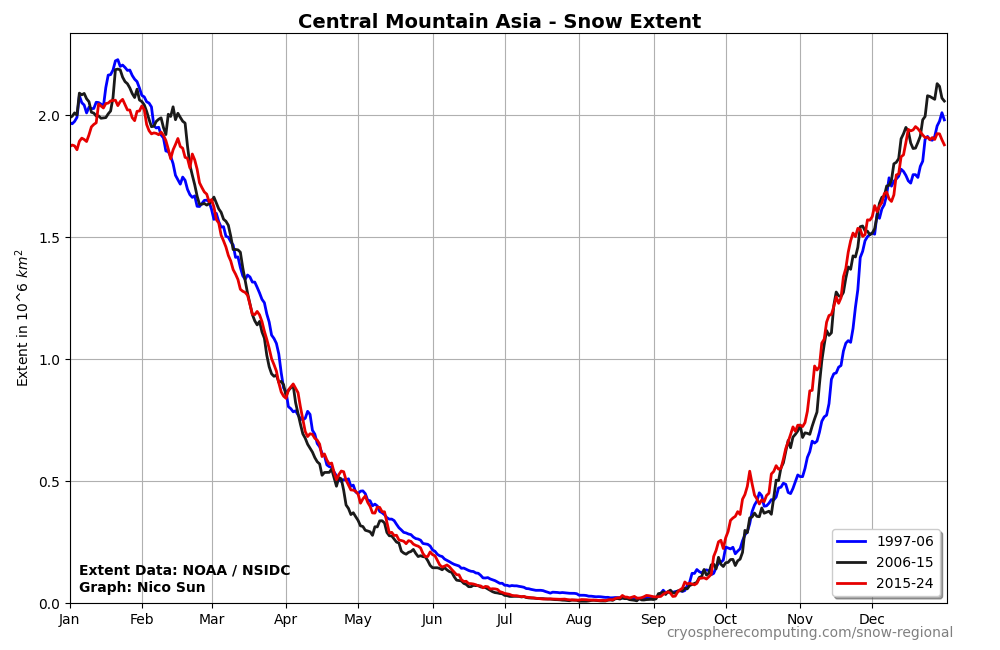 Central Mountain Asia - Snow Extent
Extent in 10^6 km²
2.0
1.5
1.0
0.5
0.0
Extent Data: NOAA / NSIDC
Graph: Nico Sun
1997-06
2006-15
2015-24
Jan Feb Mar Apr May Jun Jul Aug Sep Oct Nov Dec
cryospherecomputing.com/snow-regional